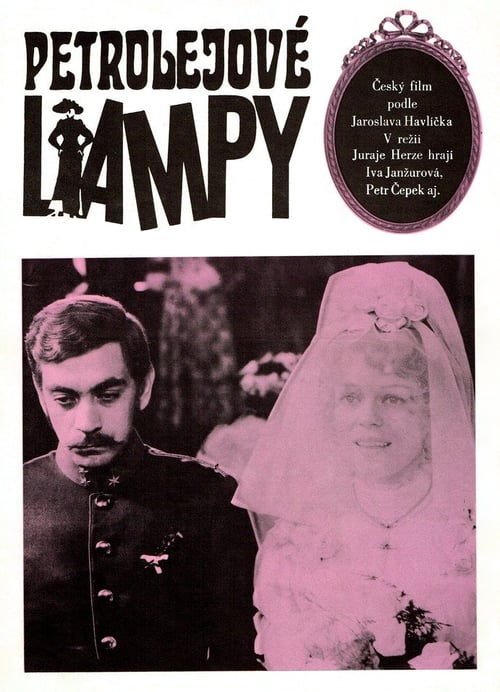 PETROLEJOVÉ
LAMPY
Český film
podle
Jaroslava Havlíčka
V režii
Juraje Herze hrají
Iva Janžurová,
Petr Čepek aj.